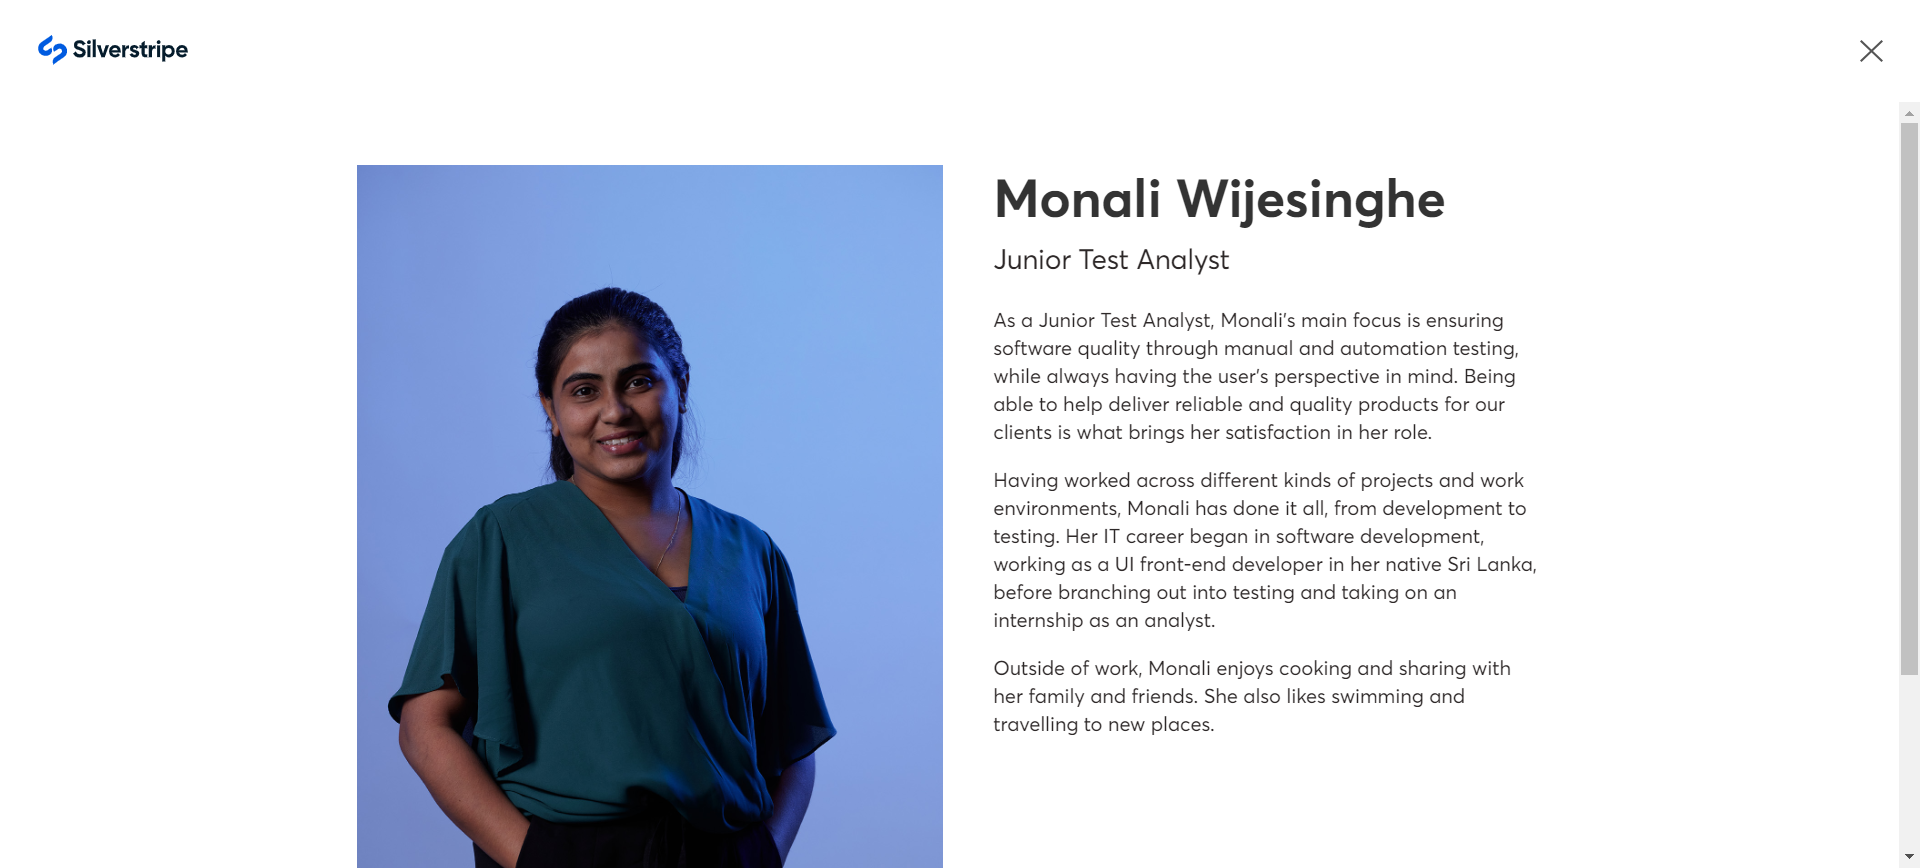 Silverstripe
Monali Wijesinghe
Junior Test Analyst
As a Junior Test Analyst, Monali's main focus is ensuring
software quality through manual and automation testing,
while always having the user's perspective in mind. Being
able to help deliver reliable and quality products for our
clients is what brings her satisfaction in her role.
Having worked across different kinds of projects and work
environments, Monali has done it all, from development to
testing. Her IT career began in software development,
working as a UI front-end developer in her native Sri Lanka,
before branching out into testing and taking on an
internship as an analyst.
Outside of work, Monali enjoys cooking and sharing with
her family and friends. She also likes swimming and
travelling to new places.